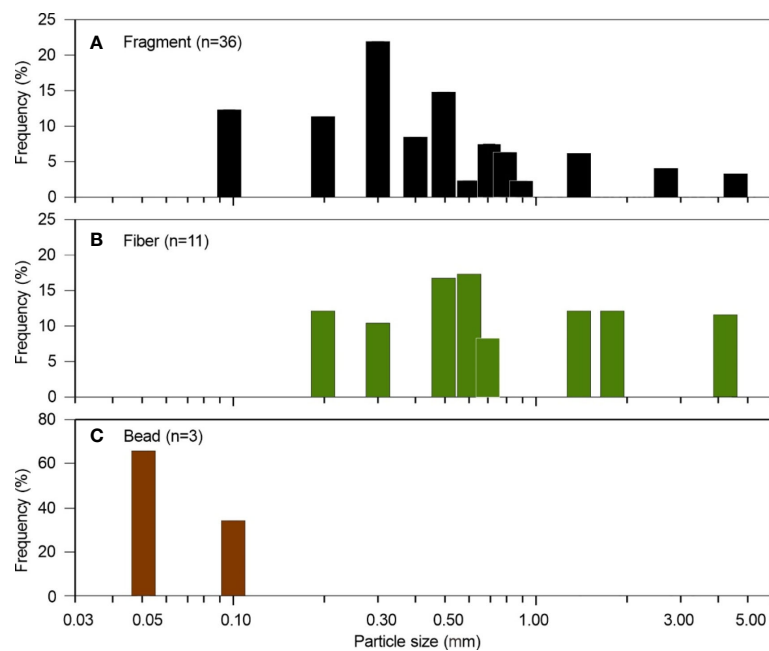 A Fragment (n=36)
Frequency (%)
25
20
15
10
5
0
B Fiber (n=11)
Frequency (%)
25
20
15
10
5
0
C Bead (n=3)
Frequency (%)
80
60
40
20
0
0.03 0.05 0.10 0.30 0.50 1.00 3.00 5.00
Particle size (mm)